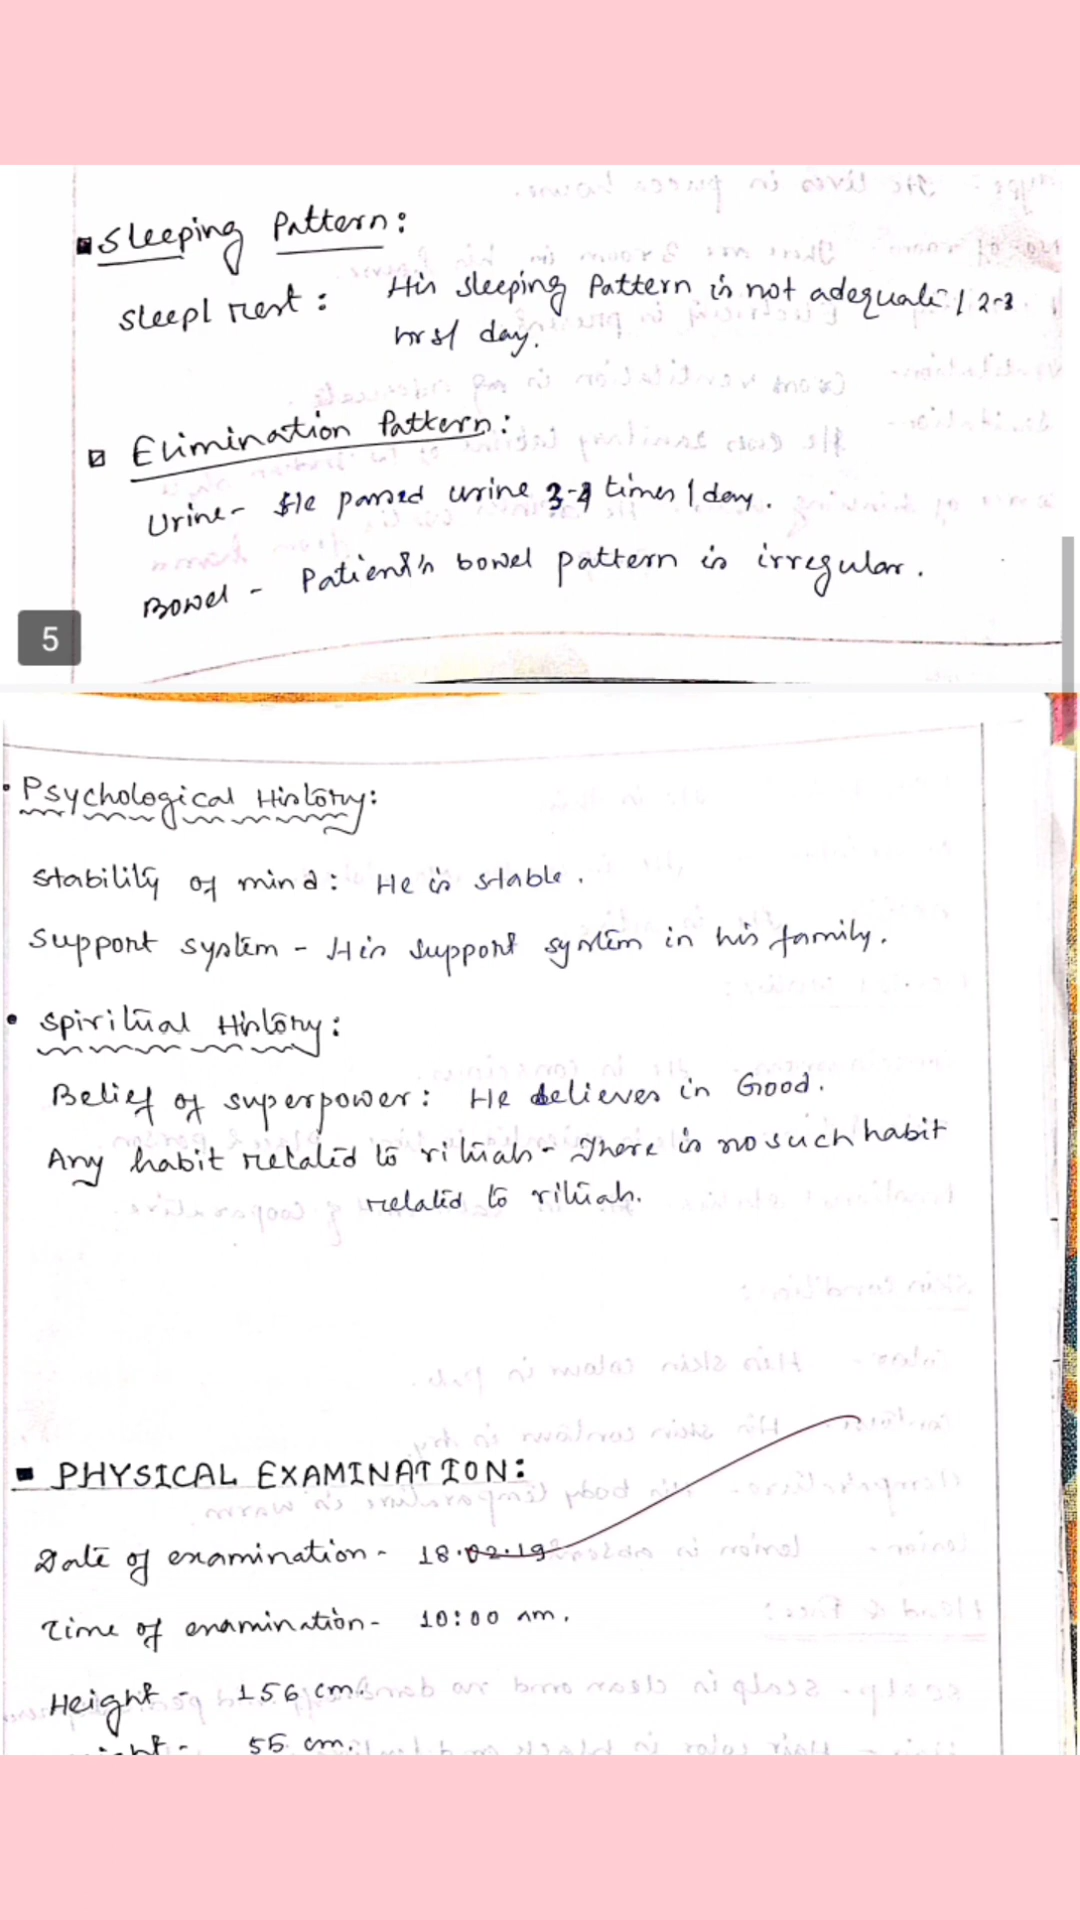 Sleeping Pattern:
Sleep/rest: His sleeping Pattern is not adequate / 2-3
hrs/ day.
Elimination Pattern:
Urine- He passed urine 3-4 times / day.
Bowel - Patient's bowel pattern is irregular.
5
Psychological History:
Stability of mind: He is stable.
Support system - His support system is his family.
Spiritual History:
Belief of superpower: He believes in Good.
Any habit related to rituals- There is no such habit
related to rituals.
PHYSICAL EXAMINATION:
Date of examination- 18.02.19
Time of examination- 10:00 am.
Height - 156 cm.
55 cm.